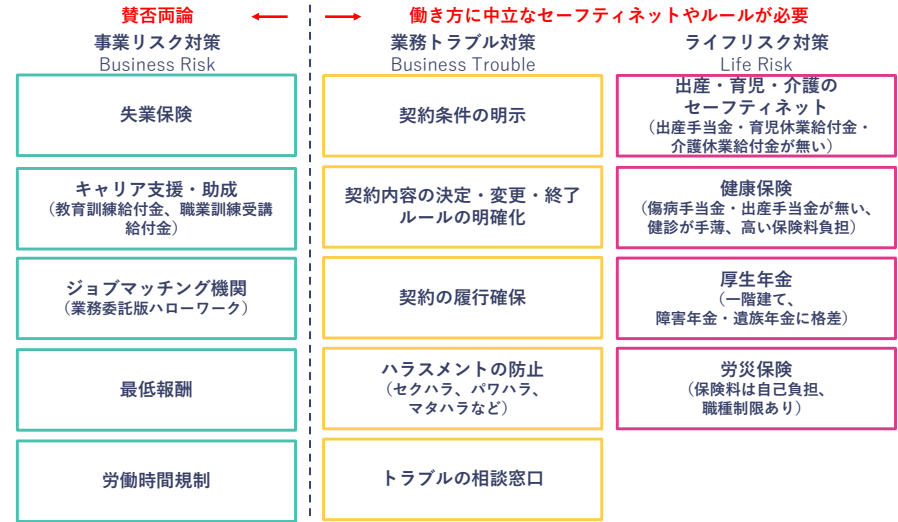 賛否両論
働き方に中立なセーフティネットやルールが必要
事業リスク対策
Business Risk
失業保険
キャリア支援・助成
(教育訓練給付金、職業訓練受講
給付金)
ジョブマッチング機関
(業務委託版ハローワーク)
最低報酬
労働時間規制
業務トラブル対策
Business Trouble
契約条件の明示
契約内容の決定・変更・終了
ルールの明確化
契約の履行確保
ハラスメントの防止
(セクハラ、パワハラ、
マタハラなど)
トラブルの相談窓口
ライフリスク対策
Life Risk
出産・育児・介護の
セーフティネット
(出産手当金・育児休業給付金・
介護休業給付金が無い)
健康保険
(傷病手当金・出産手当金が無い、
健診が手薄、高い保険料負担)
厚生年金
(一階建て、
障害年金・遺族年金に格差)
労災保険
(保険料は自己負担、
職種制限あり)